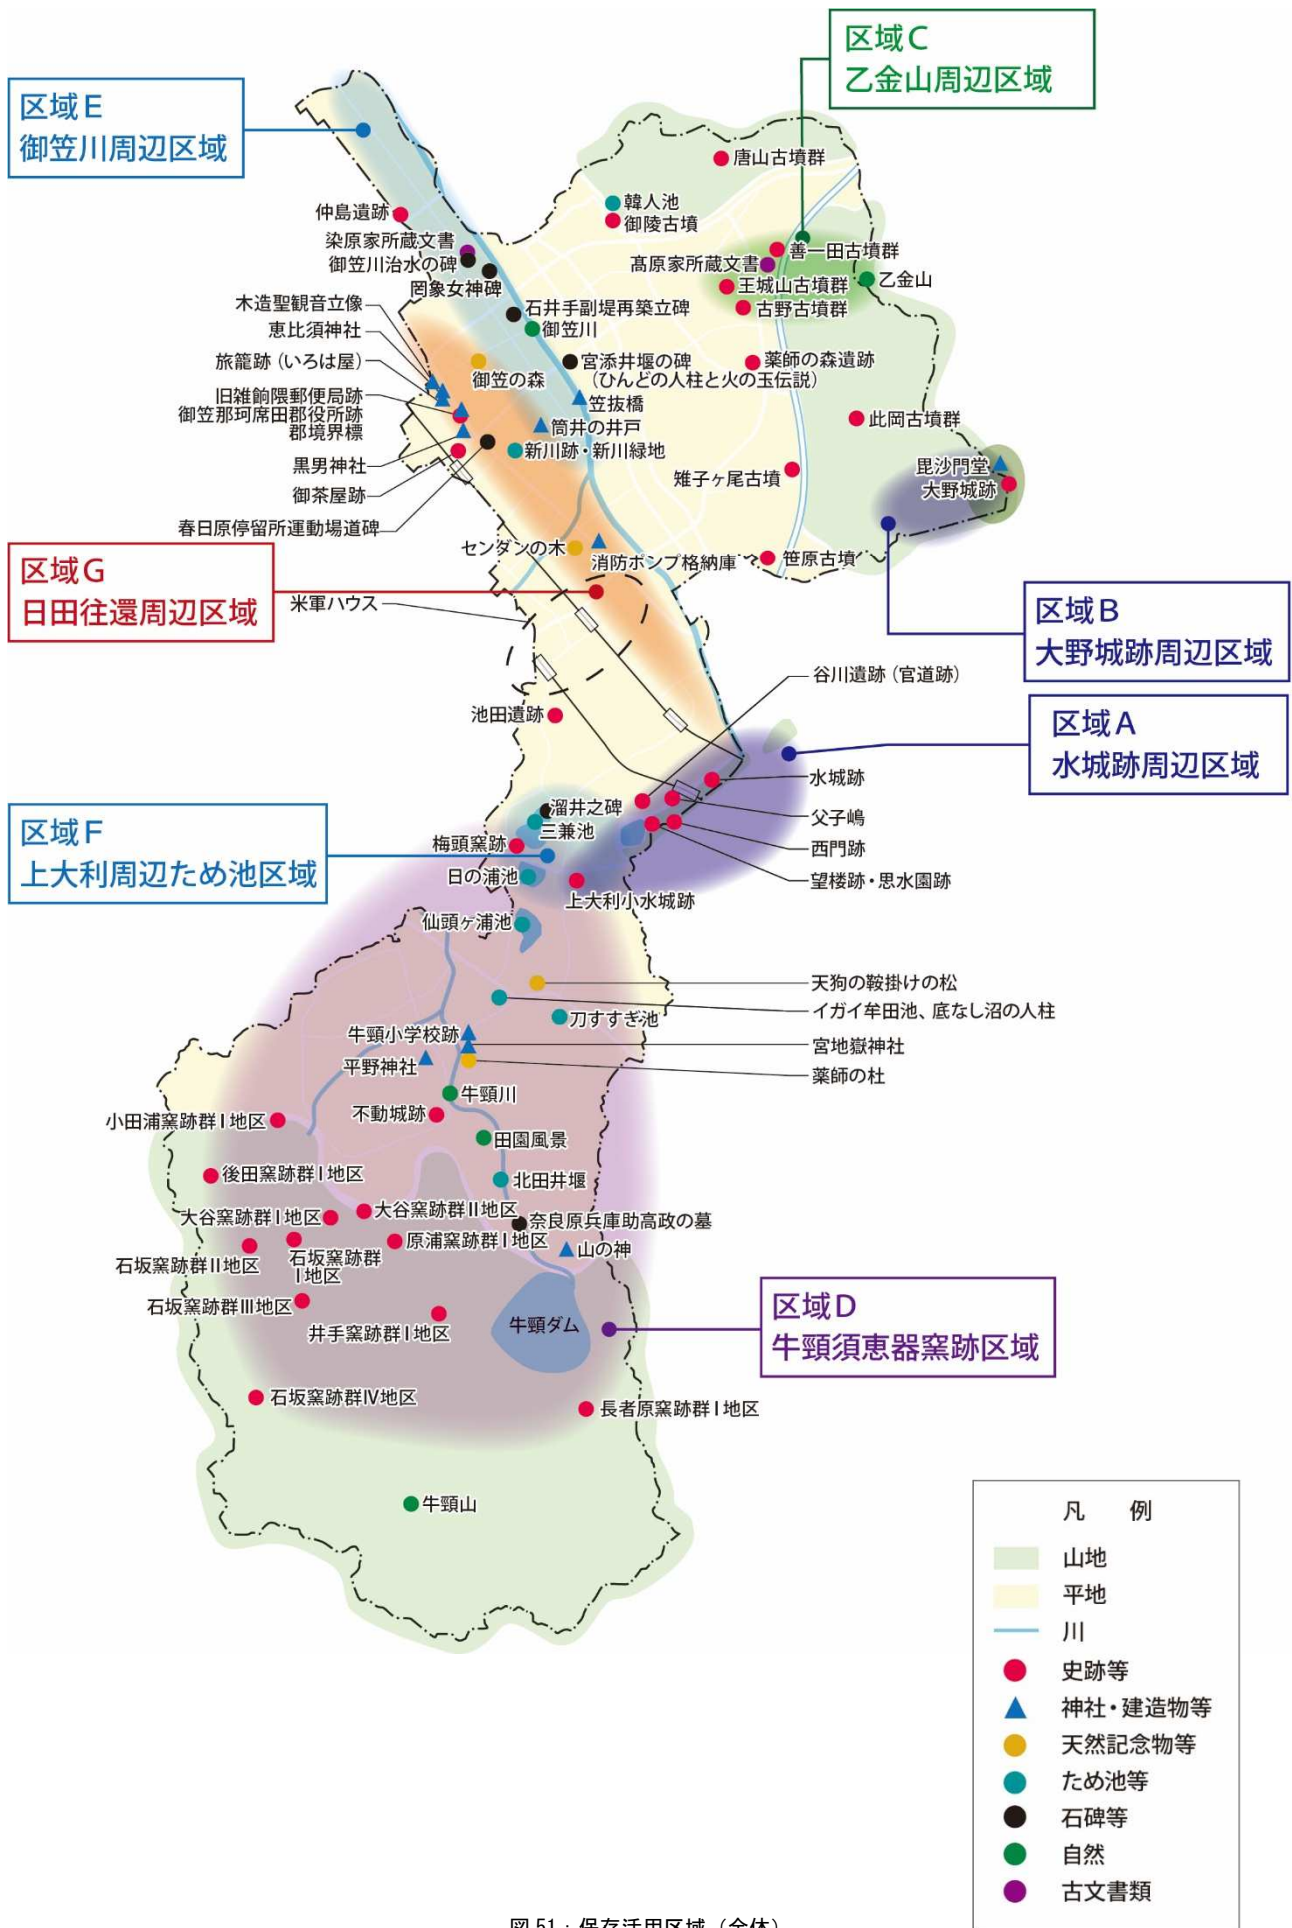 区域C
乙金山周辺区域
区域E
御笠川周辺区域
唐山古墳群
韓人池
御陵古墳
仲島遺跡
染原家所蔵文書
御笠川治水の碑
罔象女神碑
善一田古墳群
髙原家所蔵文書
乙金山
王城山古墳群
古野古墳群
木造聖観音立像
恵比須神社
旅籠跡（いろは屋）
旧雑餉隈郵便局跡
御笠那珂席田郡役所跡
郡境界標
黒男神社
御茶屋跡
春日原停留所運動場道碑
石井手副堤再築立碑
御笠川
御笠の森
宮添井堰の碑
（ひんどの人柱と火の玉伝説）
薬師の森遺跡
笠抜橋
筒井の井戸
新川跡・新川緑地
此岡古墳群
雉子ヶ尾古墳
毘沙門堂
大野城跡
センダンの木
消防ポンプ格納庫
笹原古墳
区域G
日田往還周辺区域
米軍ハウス
区域B
大野城跡周辺区域
谷川遺跡（官道跡）
池田遺跡
区域A
水城跡周辺区域
水城跡
父子嶋
西門跡
望楼跡・思水園跡
区域F
上大利周辺ため池区域
溜井之碑
三兼池
梅頭窯跡
日の浦池
上大利小水城跡
仙頭ヶ浦池
天狗の鞍掛けの松
イガイ牟田池、底なし沼の人柱
刀すすぎ池
牛頸小学校跡
宮地嶽神社
平野神社
薬師の杜
牛頸川
小田浦窯跡群Ⅰ地区
不動城跡
田園風景
後田窯跡群Ⅰ地区
北田井堰
大谷窯跡群Ⅰ地区
大谷窯跡群Ⅱ地区
奈良原兵庫助高政の墓
石坂窯跡群Ⅱ地区
石坂窯跡群
Ⅰ地区
原浦窯跡群Ⅰ地区
山の神
石坂窯跡群Ⅲ地区
井手窯跡群Ⅰ地区
牛頸ダム
区域D
牛頸須恵器窯跡区域
石坂窯跡群Ⅳ地区
長者原窯跡群Ⅰ地区
牛頸山
凡 例
山地
平地
川
史跡等
神社・建造物等
天然記念物等
ため池等
石碑等
自然
古文書類
図51：保存活用区域（全体）